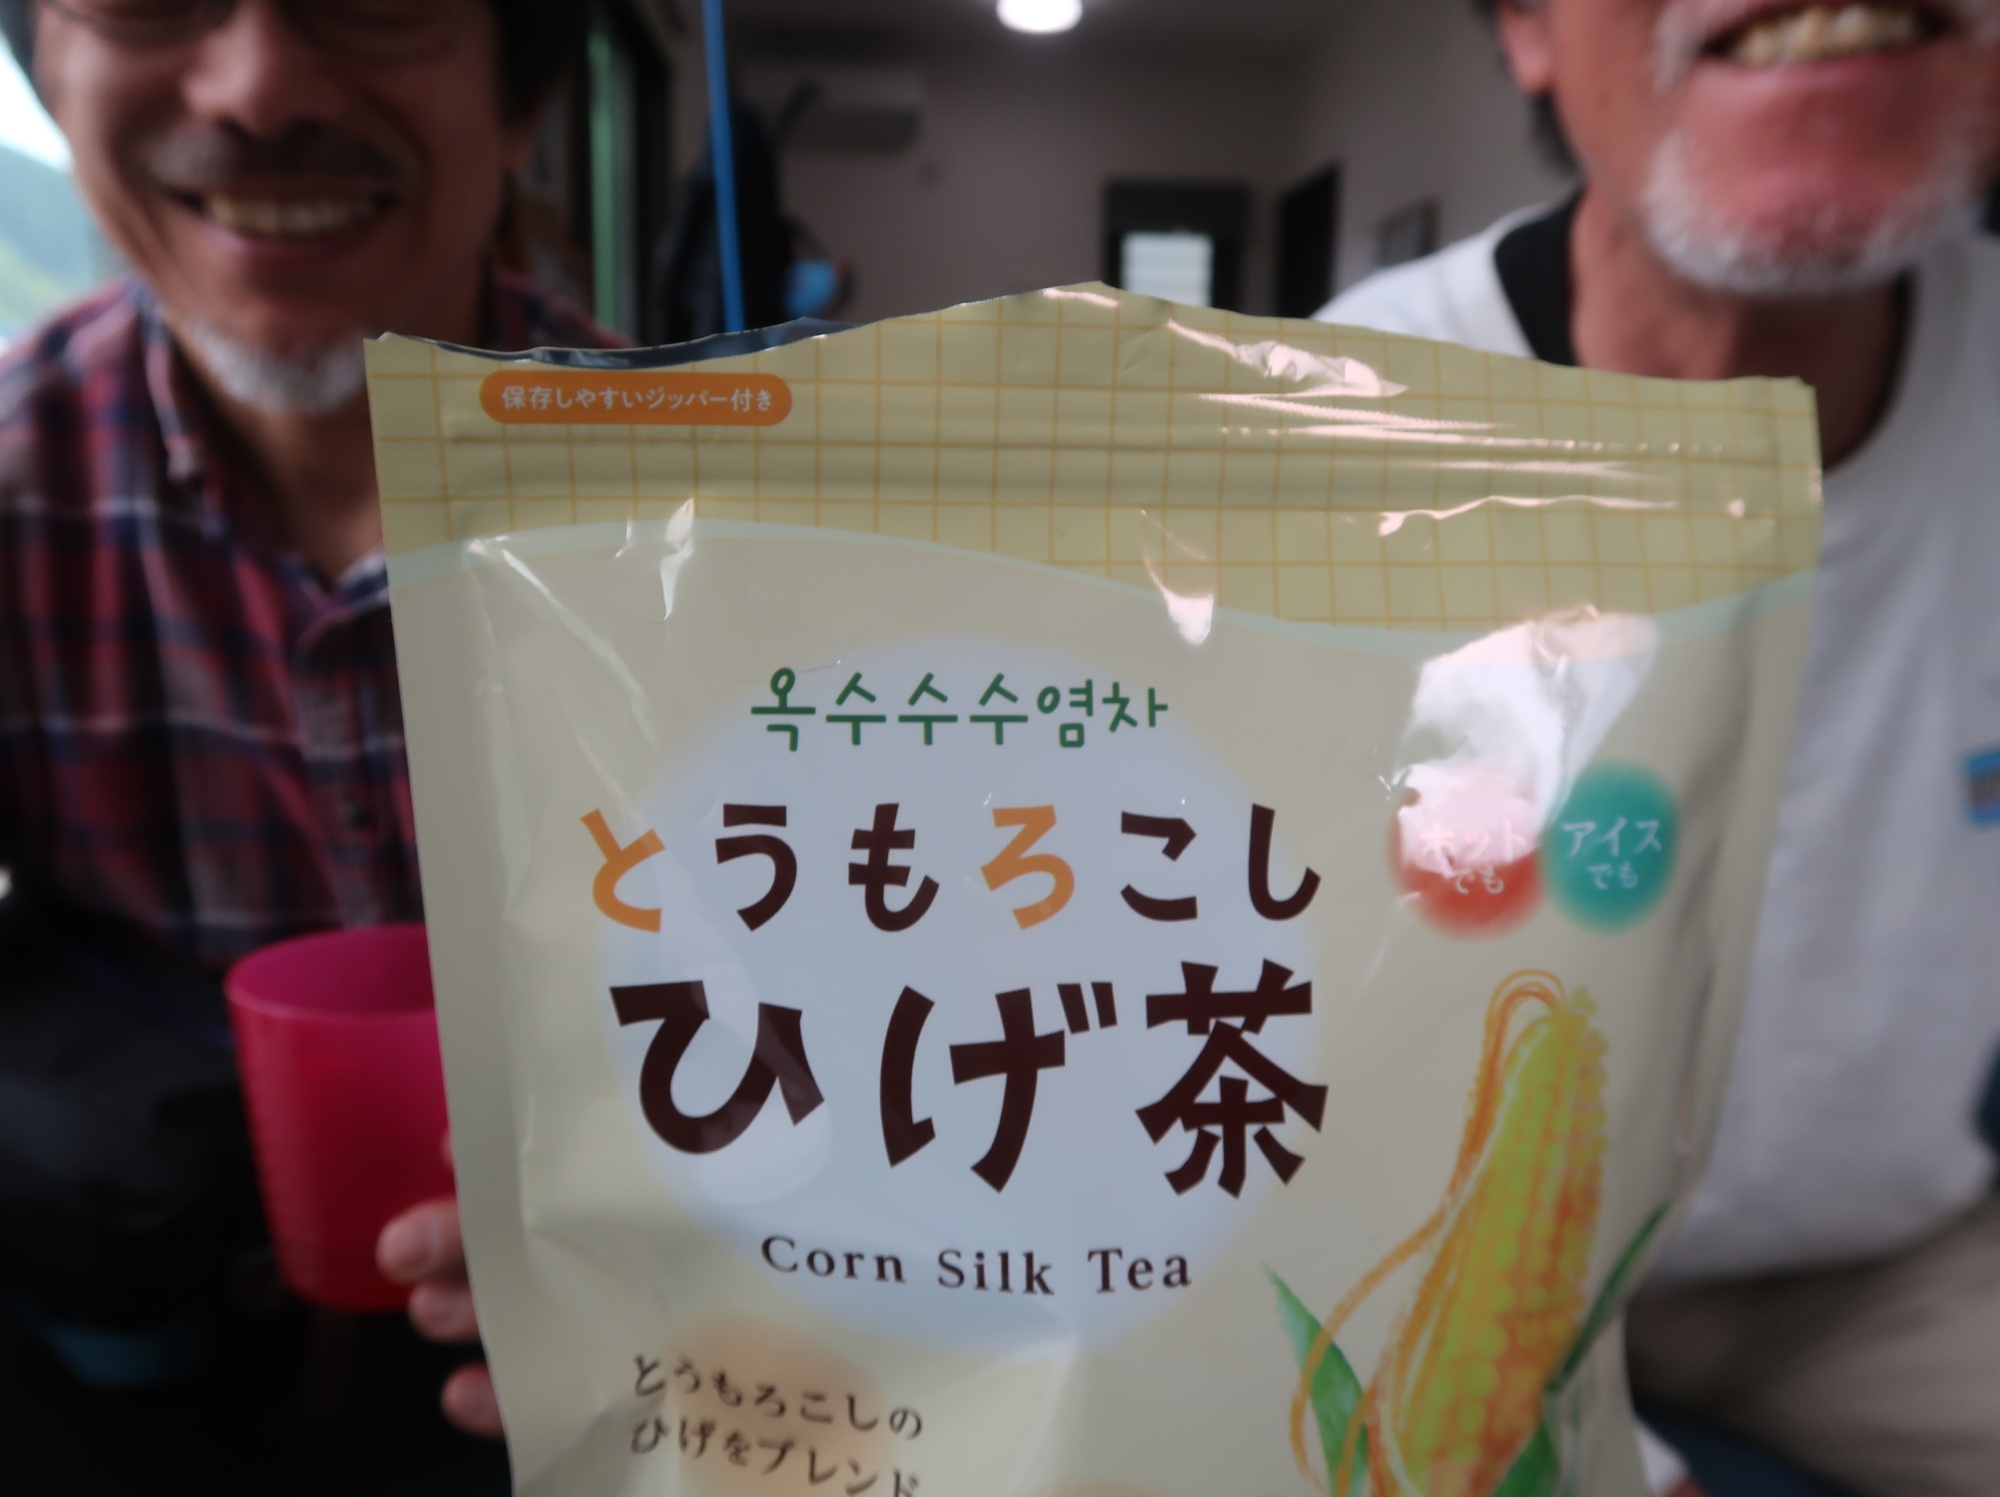 保存しやすいジッパー付き
옥수수수염차
とうもろこし
ひげ茶
ホットでも
アイスでも
Corn Silk Tea
とうもろこしの
ひげをブレンド